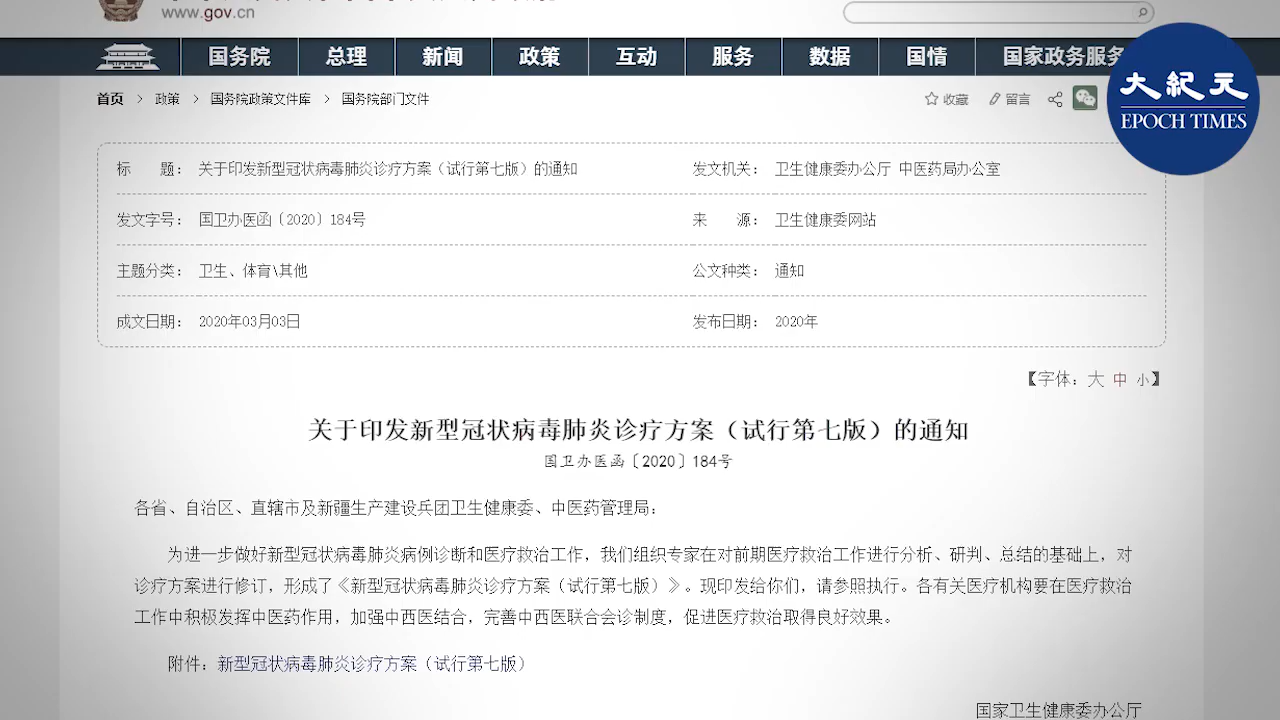 www.gov.cn
国务院 总理 新闻 政策 互动 服务 数据 国情 国家政务服务
大紀元
EPOCH TIMES
首页 > 政策 > 国务院政策文件库 > 国务院部门文件 收藏 留言
标 题： 关于印发新型冠状病毒肺炎诊疗方案（试行第七版）的通知 发文机关： 卫生健康委办公厅 中医药局办公室
发文字号： 国卫办医函〔2020〕184号 来 源： 卫生健康委网站
主题分类： 卫生、体育\其他 公文种类： 通知
成文日期： 2020年03月03日 发布日期： 2020年
【字体：大 中 小】
关于印发新型冠状病毒肺炎诊疗方案（试行第七版）的通知
国卫办医函〔2020〕184号
各省、自治区、直辖市及新疆生产建设兵团卫生健康委、中医药管理局：
为进一步做好新型冠状病毒肺炎病例诊断和医疗救治工作，我们组织专家在对前期医疗救治工作进行分析、研判、总结的基础上，对
诊疗方案进行修订，形成了《新型冠状病毒肺炎诊疗方案（试行第七版）》。现印发给你们，请参照执行。各有关医疗机构要在医疗救治
工作中积极发挥中医药作用，加强中西医结合，完善中西医联合会诊制度，促进医疗救治取得良好效果。
附件：新型冠状病毒肺炎诊疗方案（试行第七版）
国家卫生健康委办公厅